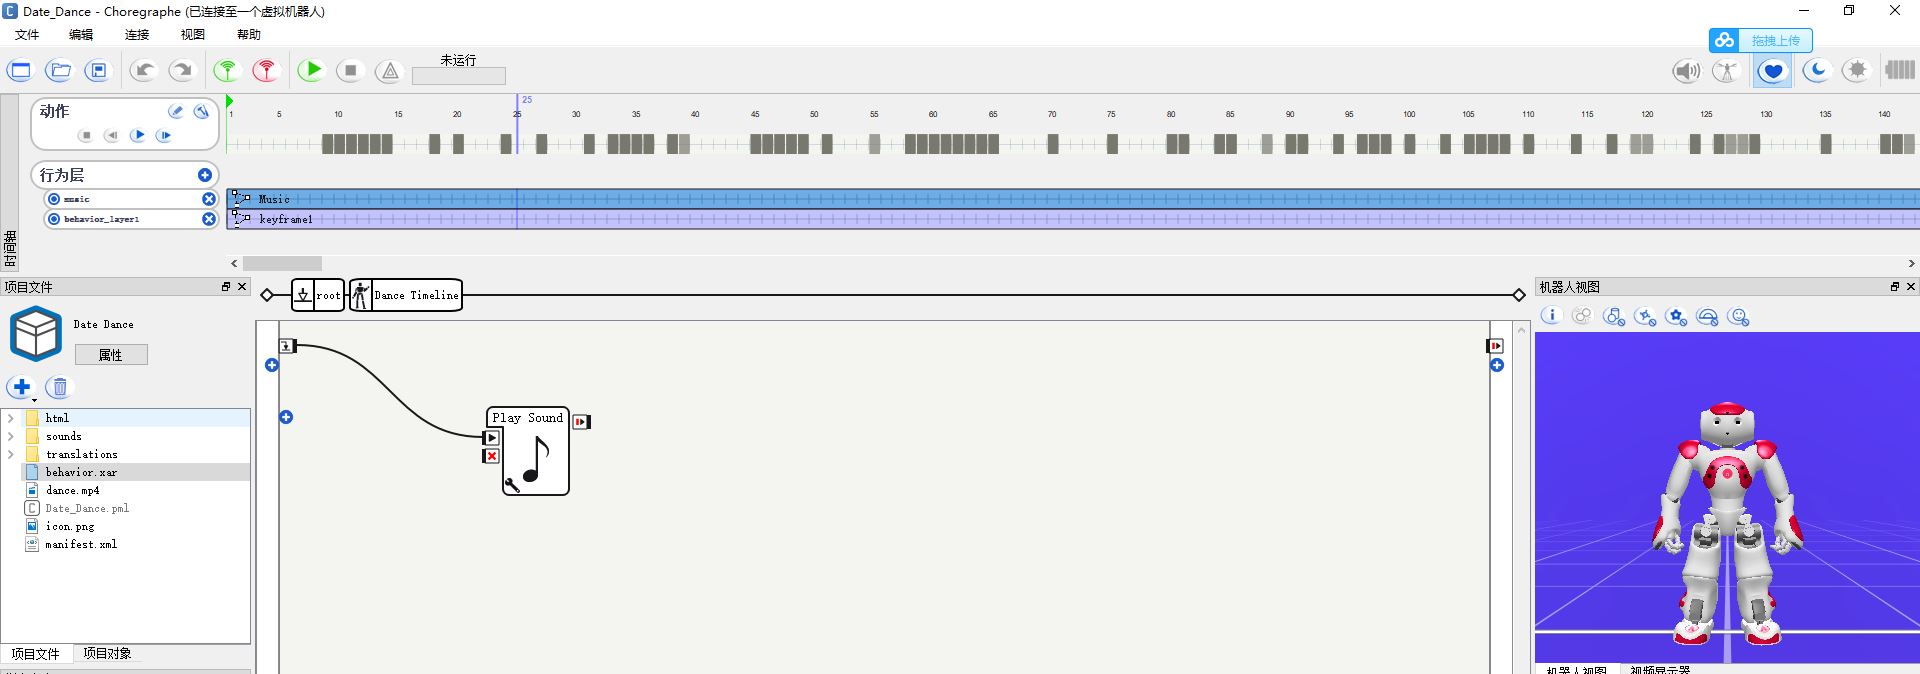 Date_Dance - Choregraphe (已连接至一个虚拟机器人)
文件 编辑 连接 视图 帮助
拖拽上传
未运行
动作
25
1 5 10 15 20 25 30 35 40 45 50 55 60 65 70 75 80 85 90 95 100 105 110 115 120 125 130 135 140
行为层
music
Music
behavior_layer1
keyframe1
时间轴
项目文件
root
Dance Timeline
机器人视图
Date Dance
属性
html
sounds
translations
behavior.xar
dance.mp4
Date_Dance.pml
icon.png
manifest.xml
Play Sound
项目文件 项目对象
机器人视图 视频显示器